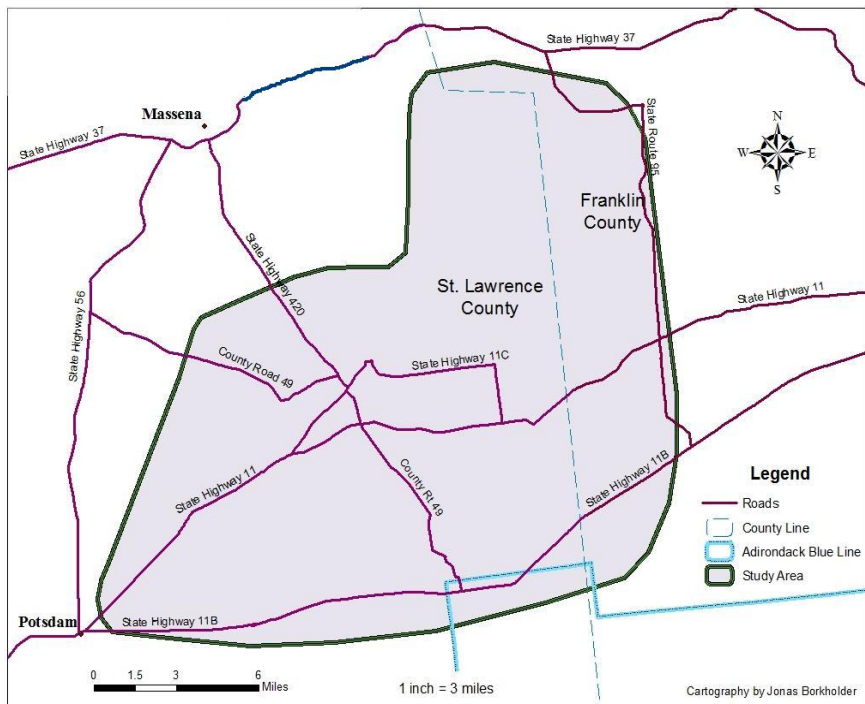 State Highway 37
Massena
State Highway 37
State Route 95
N
W
E
S
Franklin
County
State Highway 420
St. Lawrence
County
State Highway 11
State Highway 56
County Road 49
State Highway 11C
State Highway 11
County Rt 49
State Highway 11B
Legend
Roads
County Line
Adirondack Blue Line
Study Area
Potsdam
State Highway 11B
0 1.5 3 6
Miles
1 inch = 3 miles
Cartography by Jonas Borkholder